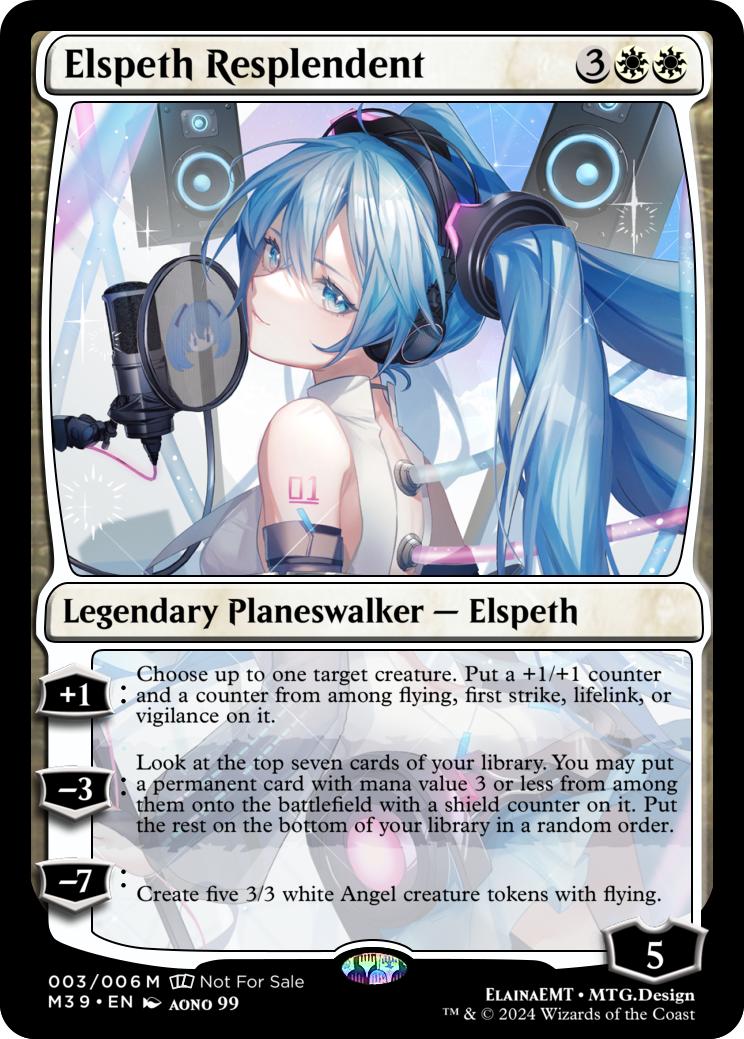 Elspeth Resplendent 3
01
Legendary Planeswalker — Elspeth
+1 : Choose up to one target creature. Put a +1/+1 counter
and a counter from among flying, first strike, lifelink, or
vigilance on it.
−3 : Look at the top seven cards of your library. You may put
a permanent card with mana value 3 or less from among
them onto the battlefield with a shield counter on it. Put
the rest on the bottom of your library in a random order.
−7 : Create five 3/3 white Angel creature tokens with flying.
5
003/006 M Not For Sale
M39 • EN AONO 99
ElainaEMT • MTG.Design
™ & © 2024 Wizards of the Coast